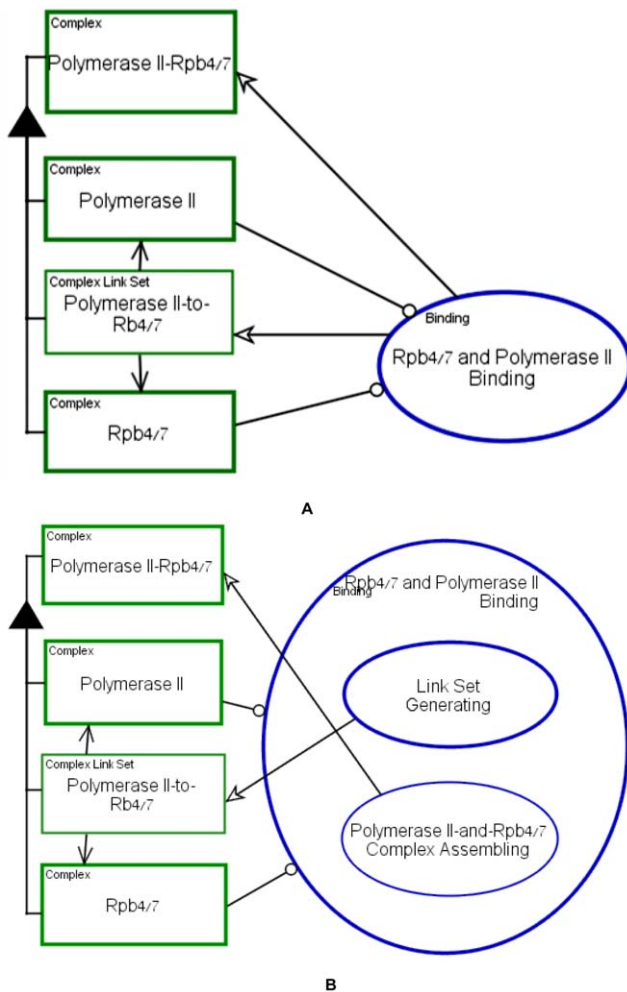 Complex
Polymerase II-Rpb4/7
Complex
Polymerase II
Complex Link Set
Polymerase II-to-
Rb4/7
Complex
Rpb4/7
Binding
Rpb4/7 and Polymerase II
Binding
A
Complex
Polymerase II-Rpb4/7
Complex
Polymerase II
Complex Link Set
Polymerase II-to-
Rb4/7
Complex
Rpb4/7
Rpb4/7 and Polymerase II
Binding
Binding
Link Set
Generating
Polymerase II-and-Rpb4/7
Complex Assembling
B